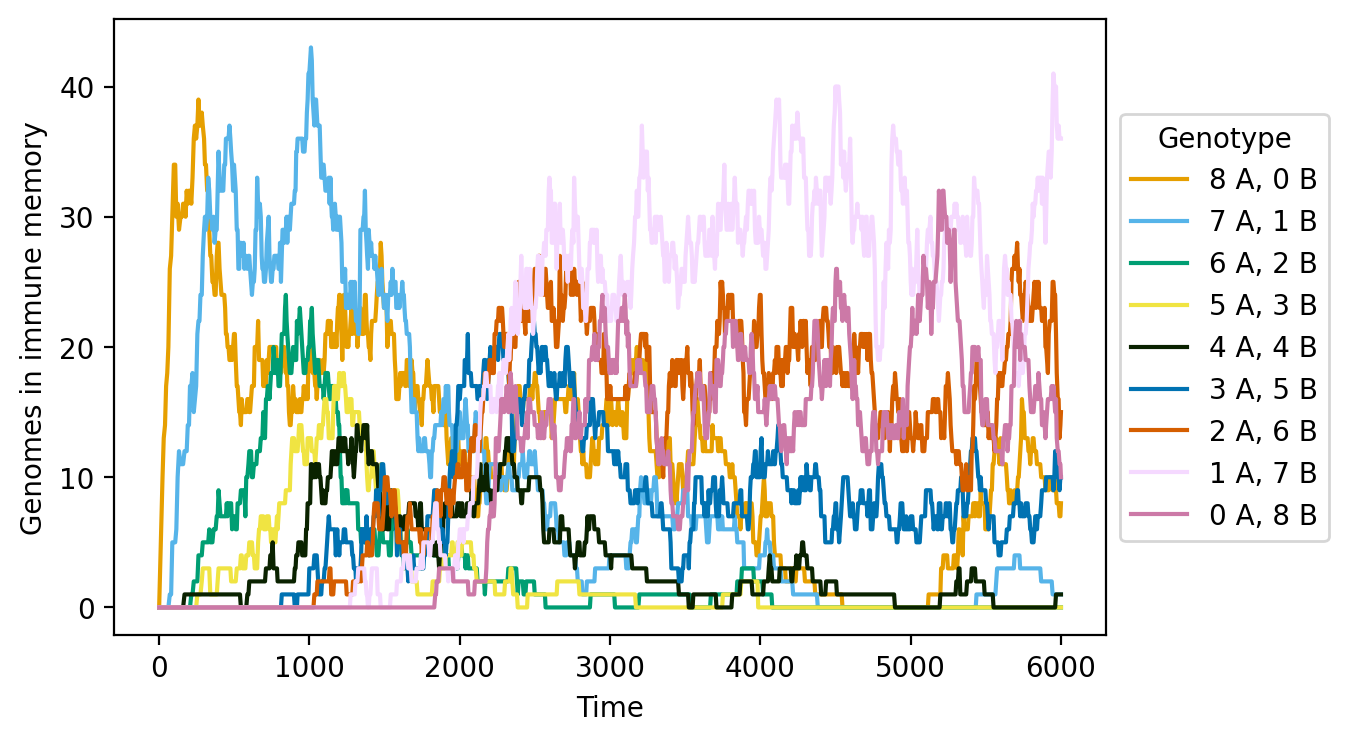 Genomes in immune memory
40
30
20
10
0
0 1000 2000 3000 4000 5000 6000
Time
Genotype
8 A, 0 B
7 A, 1 B
6 A, 2 B
5 A, 3 B
4 A, 4 B
3 A, 5 B
2 A, 6 B
1 A, 7 B
0 A, 8 B